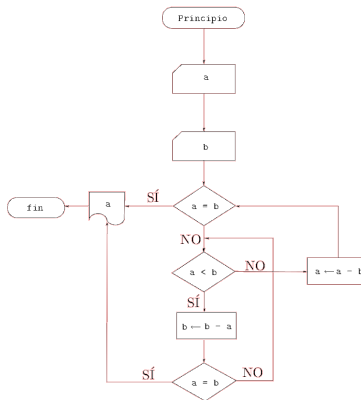 Principio
a
b
fin
a
SÍ
a = b
NO
a < b
NO
a ← a - b
SÍ
b ← b - a
SÍ
a = b
NO